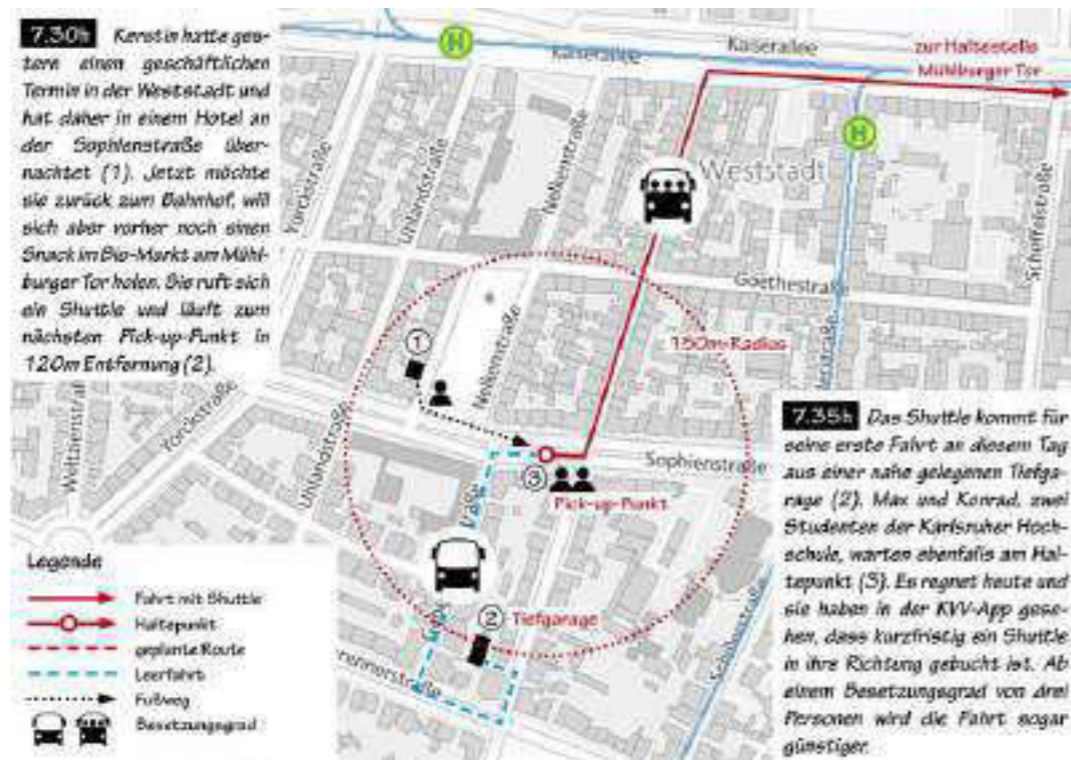 7.30h Kerstin hatte ges-
tern einen geschäftlichen
Termin in der Weststadt und
hat daher in einem Hotel an
der Sophienstraße über-
nachtet (1). Jetzt möchte
sie zurück zum Bahnhof, will
sich aber vorher noch einen
Snack im Bio-Markt am Mühl-
burger Tor holen. Sie ruft sich
ein Shuttle und läuft zum
nächsten Pick-up-Punkt in
120m Entfernung (2).
H
Kaiserallee
Kaiserallee
zur Haltestelle
Mühlburger Tor
H
Weststadt
Yorckstraße
Uhlandstraße
Nelkenstraße
Scheffelstraße
Goethestraße
150m-Radius
1
Nelkenstraße
Yorckstraße
Uhlandstraße
Sophienstraße
3
Pick-up-Punkt
2
Tiefgarage
Legende
Fahrt mit Shuttle
Haltepunkt
geplante Route
Leerfahrt
Fußweg
Besetzungsgrad
7.35h Das Shuttle kommt für
seine erste Fahrt an diesem Tag
aus einer nahe gelegenen Tiefga-
rage (2). Max und Konrad, zwei
Studenten der Karlsruher Hoch-
schule, warten ebenfalls am Hal-
tepunkt (3). Es regnet heute und
sie haben in der KVV-App gese-
hen, dass kurzfristig ein Shuttle
in ihre Richtung gebucht ist. Ab
einem Besetzungsgrad von drei
Personen wird die Fahrt sogar
günstiger.